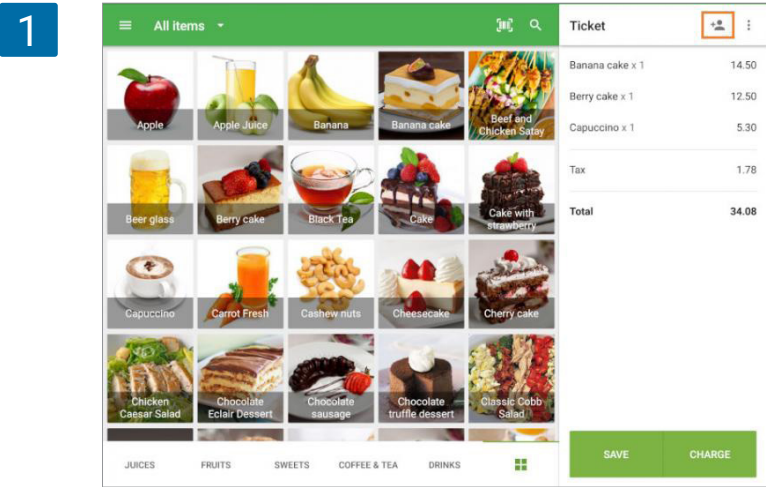 1
All items
Ticket
Banana cake x 1 14.50
Berry cake x 1 12.50
Capuccino x 1 5.30
Tax 1.78
Total 34.08
Apple
Apple Juice
Banana
Banana cake
Beef and
Chicken Satay
Beer glass
Berry cake
Black Tea
Cake
Cake with
strawberry
Capuccino
Carrot Fresh
Cashew nuts
Cheesecake
Cherry cake
Chicken
Caesar Salad
Chocolate
Eclair Dessert
Chocolate
sausage
Chocolate
truffle dessert
Classic Cobb
Salad
JUICES
FRUITS
SWEETS
COFFEE & TEA
DRINKS
SAVE
CHARGE